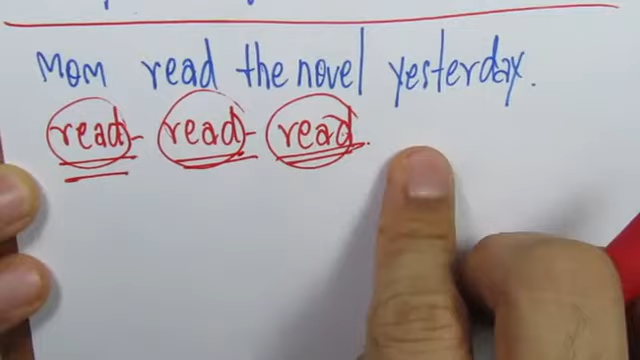 Mom read the novel yesterday.
read - read - read.